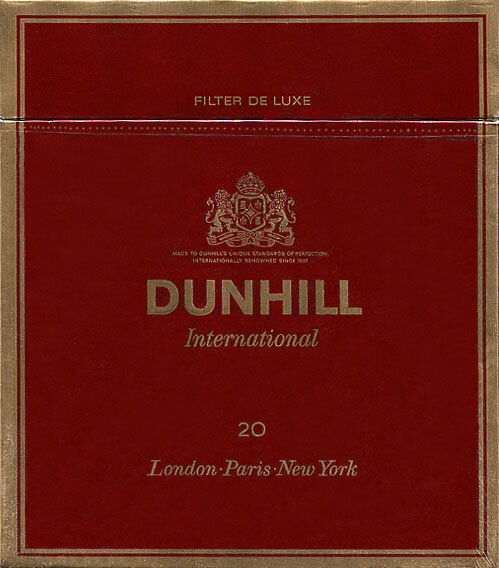 FILTER DE LUXE
MADE TO DUNHILL'S UNIQUE STANDARDS OF PERFECTION.
INTERNATIONALLY RENOWNED SINCE 1907
DUNHILL
International
20
London·Paris·New York